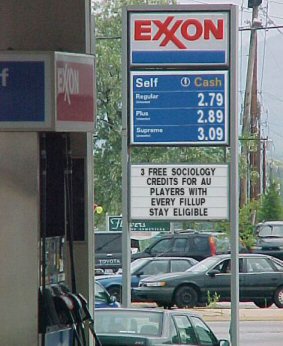 EXXON
Self Cash
Regular 2.79
Plus 2.89
Supreme 3.09
3 FREE SOCIOLOGY
CREDITS FOR AU
PLAYERS WITH
EVERY FILLUP
STAY ELIGIBLE
EXXON
TOYOTA